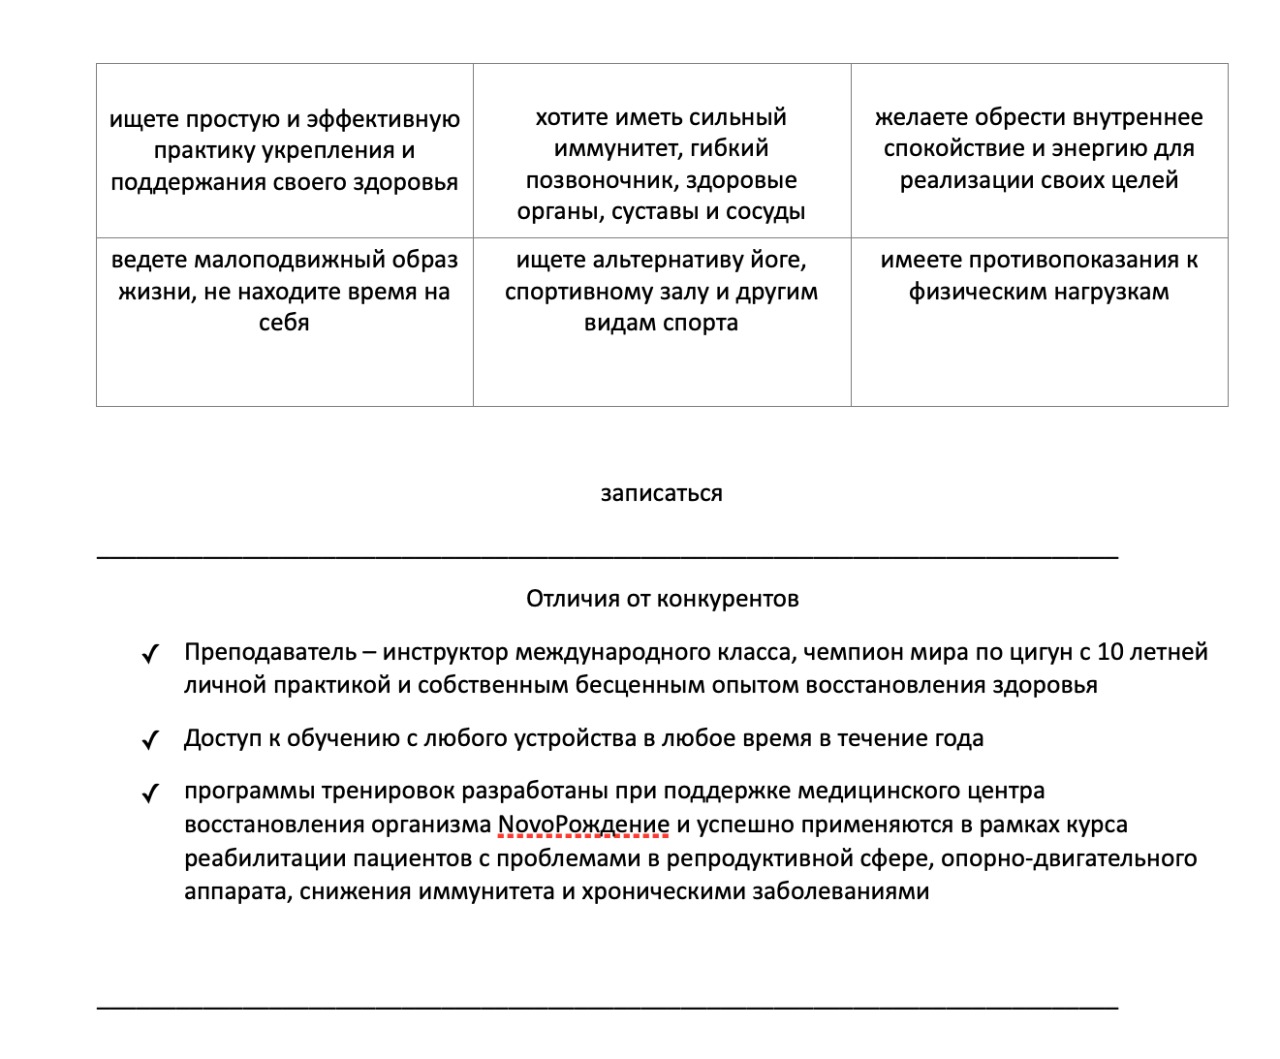 ищете простую и эффективную
практику укрепления и
поддержания своего здоровья
хотите иметь сильный
иммунитет, гибкий
позвоночник, здоровые
органы, суставы и сосуды
желаете обрести внутреннее
спокойствие и энергию для
реализации своих целей
ведете малоподвижный образ
жизни, не находите время на
себя
ищете альтернативу йоге,
спортивному залу и другим
видам спорта
имеете противопоказания к
физическим нагрузкам
записаться
Отличия от конкурентов
✓ Преподаватель – инструктор международного класса, чемпион мира по цигун с 10 летней
личной практикой и собственным бесценным опытом восстановления здоровья
✓ Доступ к обучению с любого устройства в любое время в течение года
✓ программы тренировок разработаны при поддержке медицинского центра
восстановления организма NovoРождение и успешно применяются в рамках курса
реабилитации пациентов с проблемами в репродуктивной сфере, опорно-двигательного
аппарата, снижения иммунитета и хроническими заболеваниями